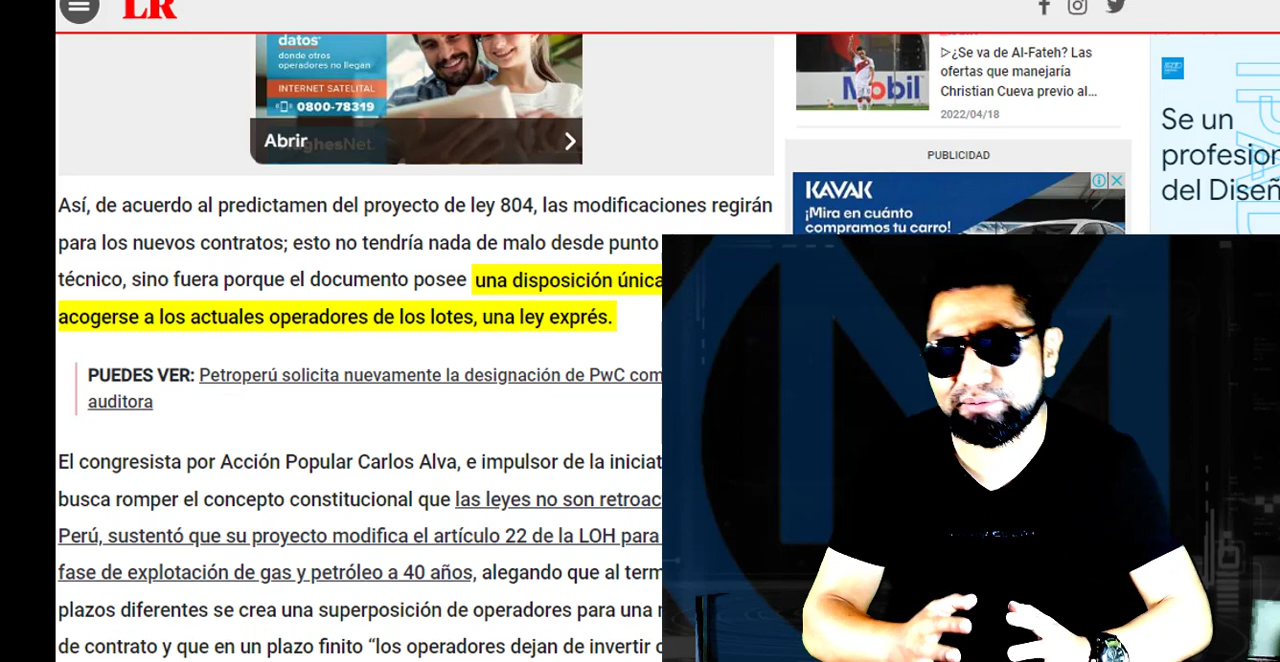 LR
datos
donde otros
operadores no llegan
INTERNET SATELITAL
0800-78319
Abrir
HughesNet.
▷¿Se va de Al-Fateh? Las
ofertas que manejaría
Christian Cueva previo al...
2022/04/18
Mobil
PUBLICIDAD
KAVAK
¡Mira en cuánto
compramos tu carro!
Se un
profesion
del Diseñ
Así, de acuerdo al predictamen del proyecto de ley 804, las modificaciones regirán
para los nuevos contratos; esto no tendría nada de malo desde punto
técnico, sino fuera porque el documento posee una disposición única
acogerse a los actuales operadores de los lotes, una ley exprés.
PUEDES VER: Petroperú solicita nuevamente la designación de PwC com
auditora
El congresista por Acción Popular Carlos Alva, e impulsor de la iniciat
busca romper el concepto constitucional que las leyes no son retroac
Perú, sustentó que su proyecto modifica el artículo 22 de la LOH para
fase de explotación de gas y petróleo a 40 años, alegando que al term
plazos diferentes se crea una superposición de operadores para una
de contrato y que en un plazo finito “los operadores dejan de invertir